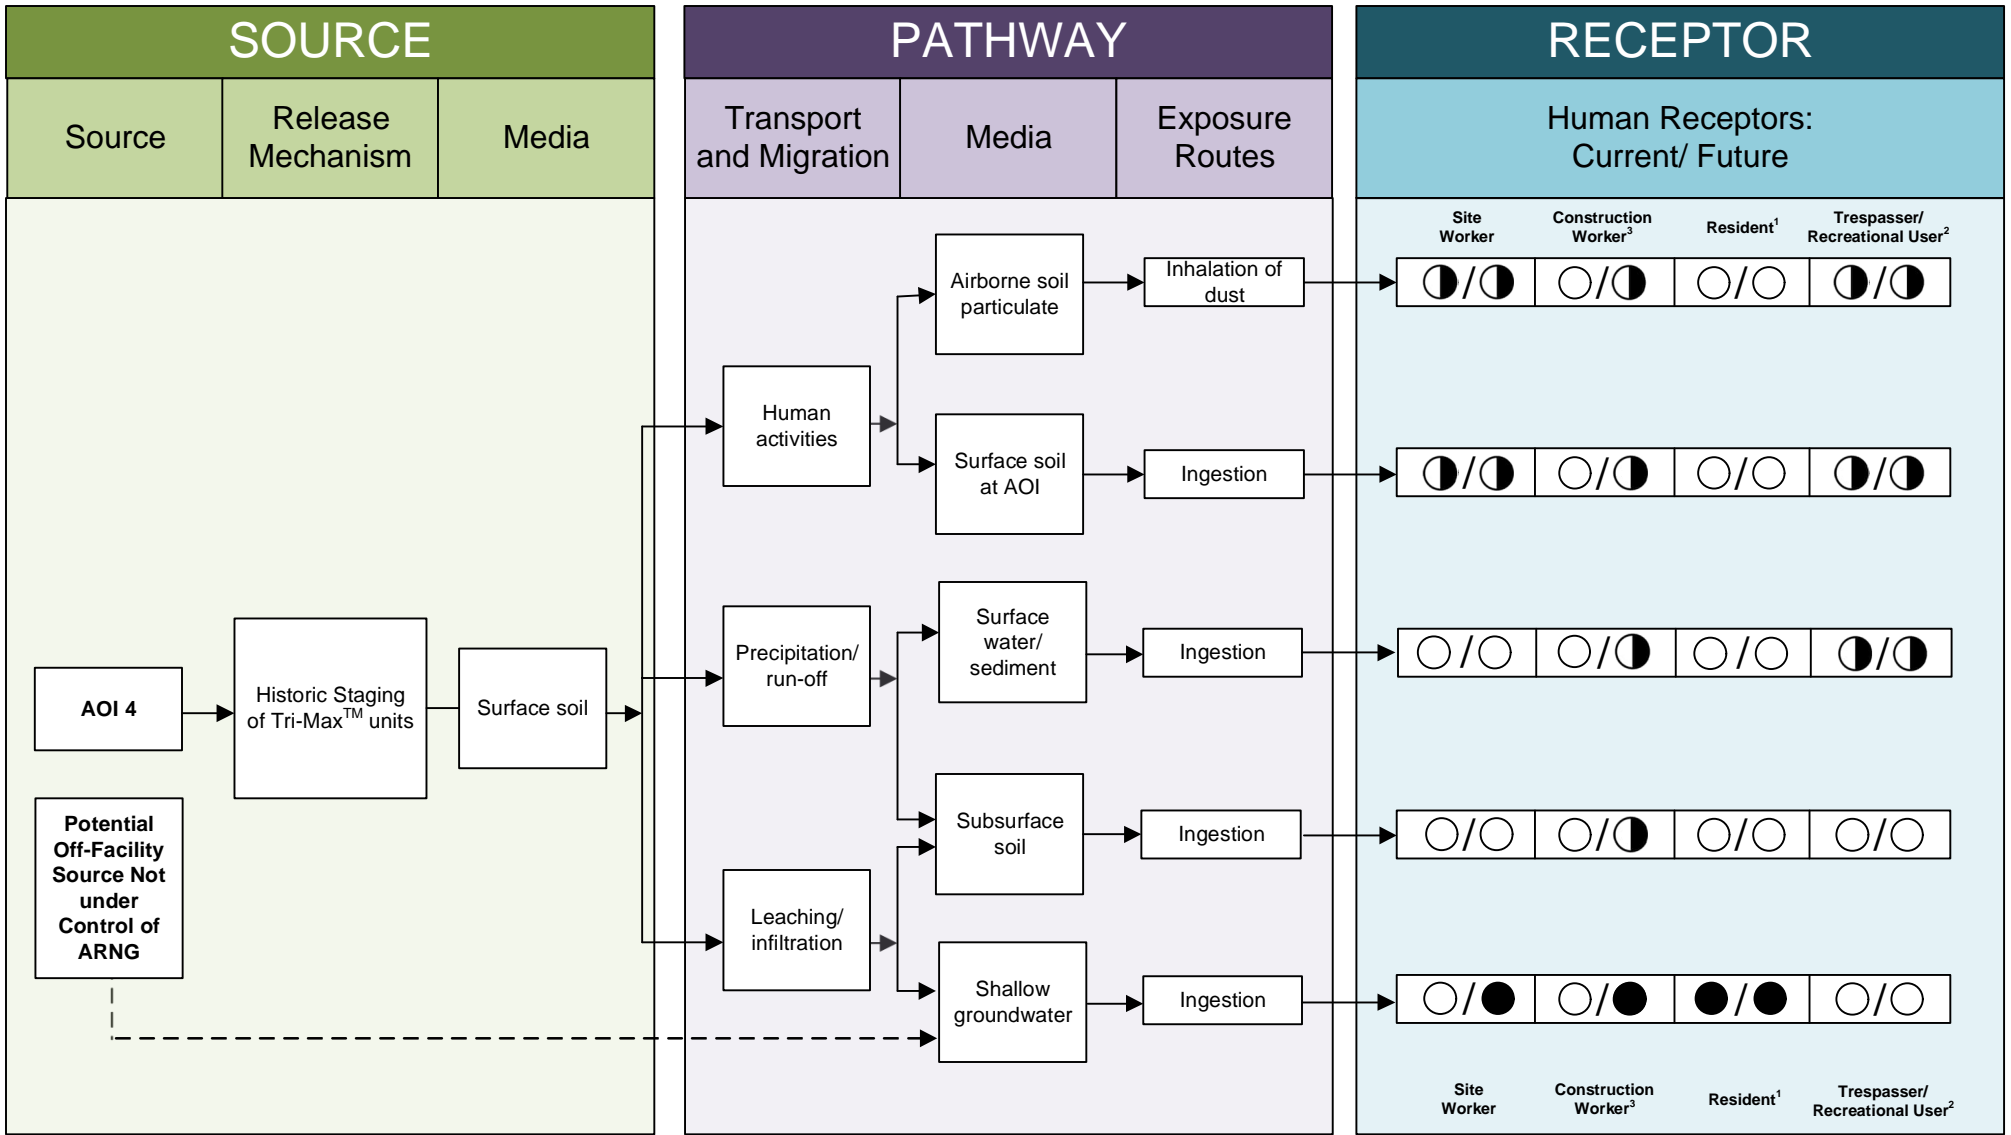 SOURCE
PATHWAY
RECEPTOR
Source
Release
Mechanism
Media
Transport
and Migration
Media
Exposure
Routes
Human Receptors:
Current/ Future
Site
Worker
Construction
Worker3
Resident1
Trespasser/
Recreational User2
Airborne soil
particulate
Inhalation of
dust
/
/
/
/
Human
activities
Surface soil
at AOI
Ingestion
/
/
/
/
Precipitation/
run-off
Surface
water/
sediment
Ingestion
/
/
/
/
AOI 4
Historic Staging
of Tri-MaxTM units
Surface soil
Subsurface
soil
Ingestion
/
/
/
/
Potential
Off-Facility
Source Not
under
Control of
ARNG
Leaching/
infiltration
Shallow
groundwater
Ingestion
/
/
/
/
Site
Worker
Construction
Worker3
Resident1
Trespasser/
Recreational User2